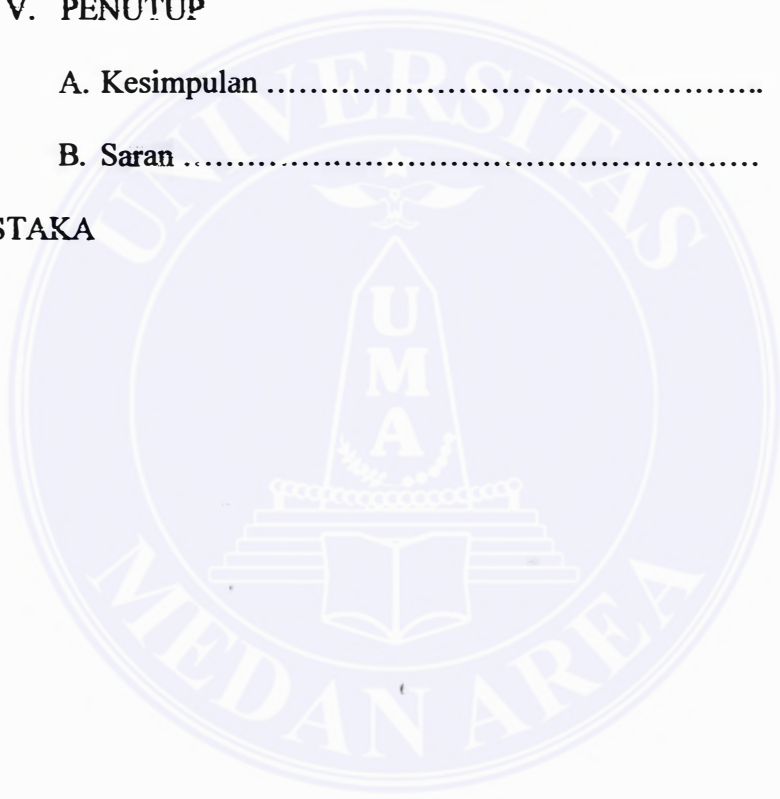 V. PENUTUP
A. Kesimpulan ................................................
B. Saran ........................................................
STAKA
UNIVERSITAS
U
M
A
MEDAN AREA